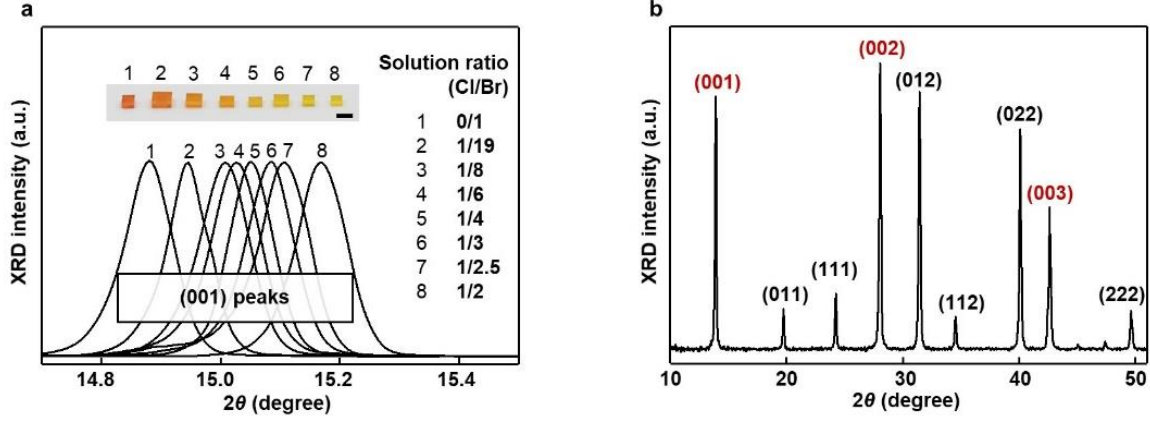 a
b
Solution ratio
(Cl/Br)
1 2 3 4 5 6 7 8
1 0/1
2 1/19
3 1/8
4 1/6
5 1/4
6 1/3
7 1/2.5
8 1/2
1 2 3 4 5 6 7 8
(001) peaks
XRD intensity (a.u.)
14.8 15.0 15.2 15.4
2θ (degree)
(001)
(011)
(111)
(002)
(012)
(112)
(022)
(003)
(222)
XRD intensity (a.u.)
10 20 30 40 50
2θ (degree)